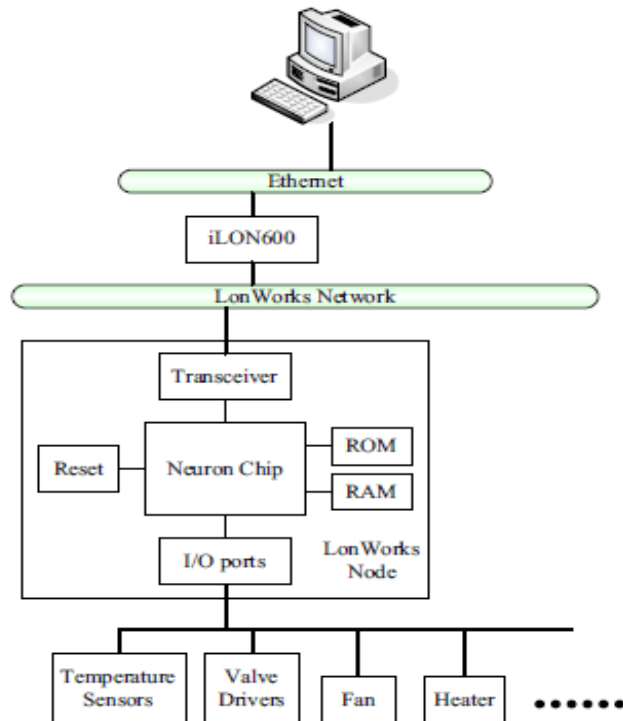 Ethernet
iLON600
LonWorks Network
Transceiver
Reset
Neuron Chip
ROM
RAM
I/O ports
LonWorks
Node
Temperature
Sensors
Valve
Drivers
Fan
Heater